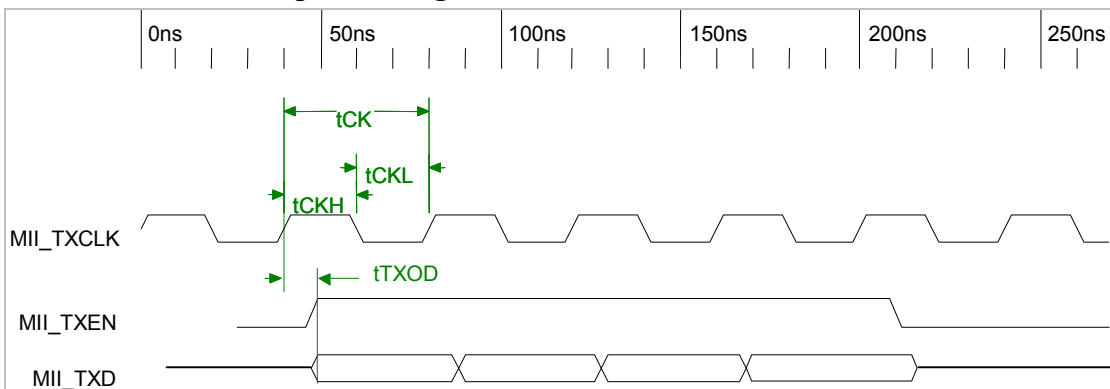 0ns 50ns 100ns 150ns 200ns 250ns
tCK
tCKL
tCKH
MII_TXCLK
tTXOD
MII_TXEN
MII_TXD